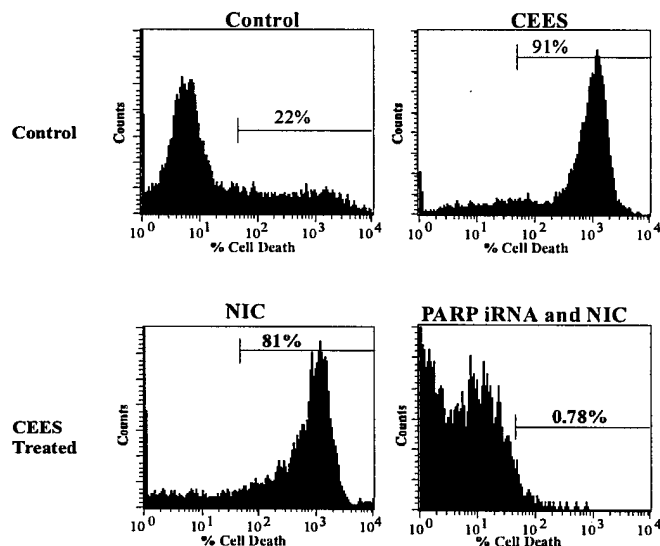 Control CEES
22% 91%
Control
Counts Counts
10^0 10^1 10^2 10^3 10^4 10^0 10^1 10^2 10^3 10^4
% Cell Death % Cell Death
NIC PARP iRNA and NIC
81% 0.78%
CEES
Treated
Counts Counts
10^0 10^1 10^2 10^3 10^4 10^0 10^1 10^2 10^3 10^4
% Cell Death % Cell Death